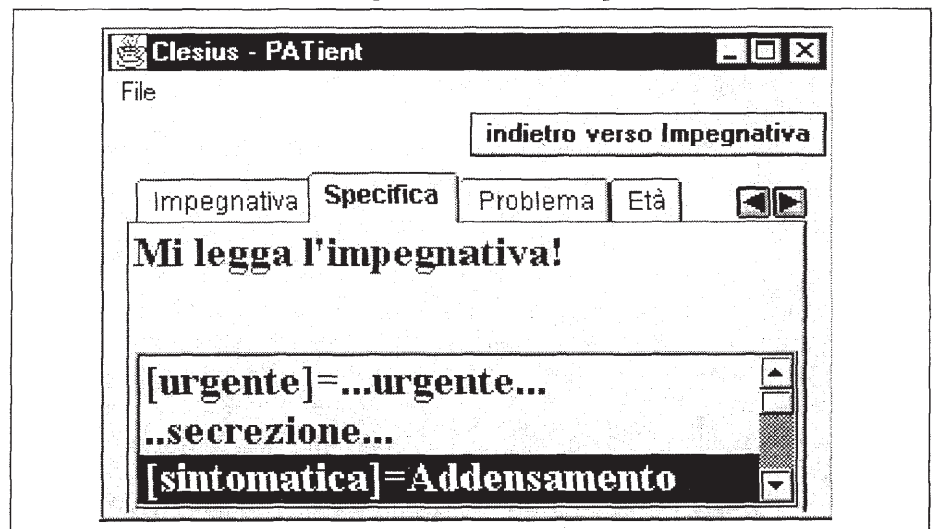 Clesius - PATient
File
indietro verso Impegnativa
Impegnativa Specifica Problema Età
Mi legga l'impegnativa!
[urgente]=...urgente...
..secrezione...
[sintomatica]=Addensamento